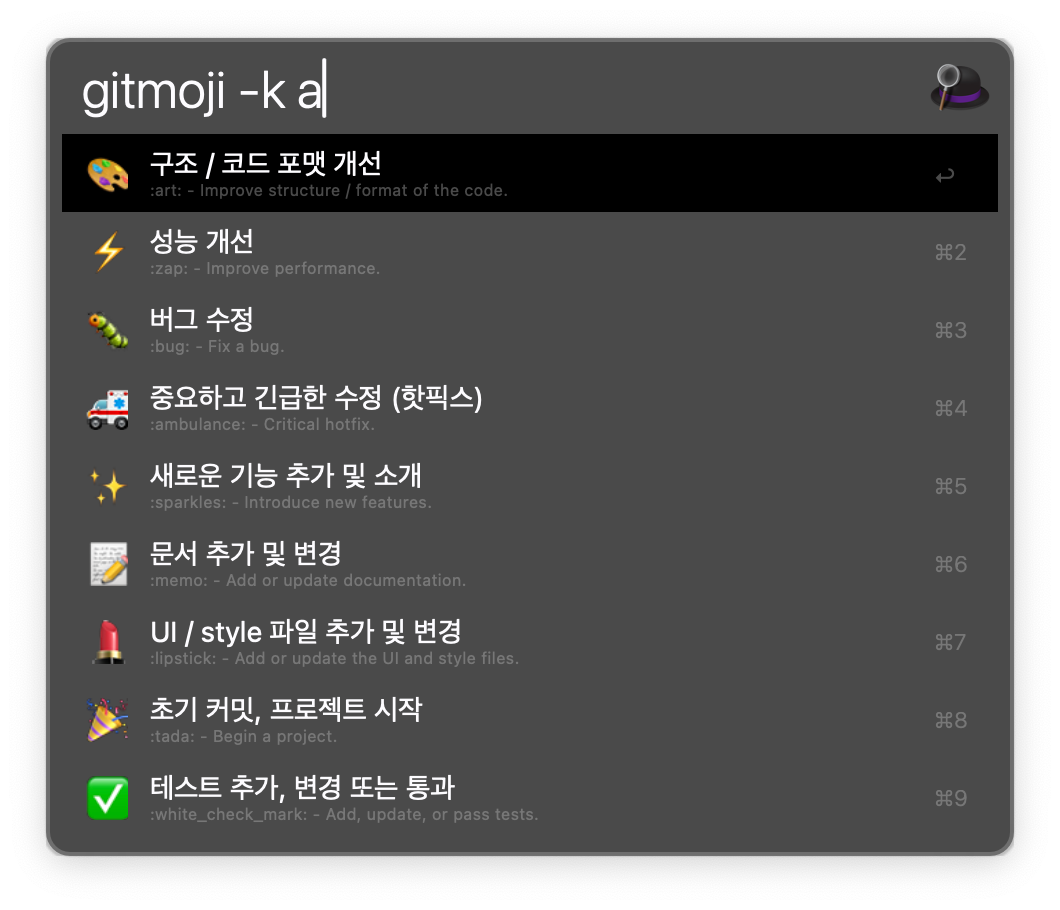 gitmoji -k a
구조 / 코드 포맷 개선
:art: - Improve structure / format of the code.
↩
성능 개선
:zap: - Improve performance.
⌘2
버그 수정
:bug: - Fix a bug.
⌘3
중요하고 긴급한 수정 (핫픽스)
:ambulance: - Critical hotfix.
⌘4
새로운 기능 추가 및 소개
:sparkles: - Introduce new features.
⌘5
문서 추가 및 변경
:memo: - Add or update documentation.
⌘6
UI / style 파일 추가 및 변경
:lipstick: - Add or update the UI and style files.
⌘7
초기 커밋, 프로젝트 시작
:tada: - Begin a project.
⌘8
테스트 추가, 변경 또는 통과
:white_check_mark: - Add, update, or pass tests.
⌘9